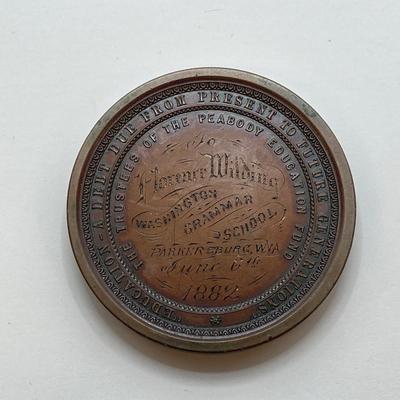 "EDUCATION - A DEBT DUE FROM PRESENT TO FUTURE GENERATIONS"
THE TRUSTEES OF THE PEABODY EDUCATION FUND
To
Florence Wilding
WASHINGTON
GRAMMAR
SCHOOL
PARKERSBURG, W.VA
June 6th
1882